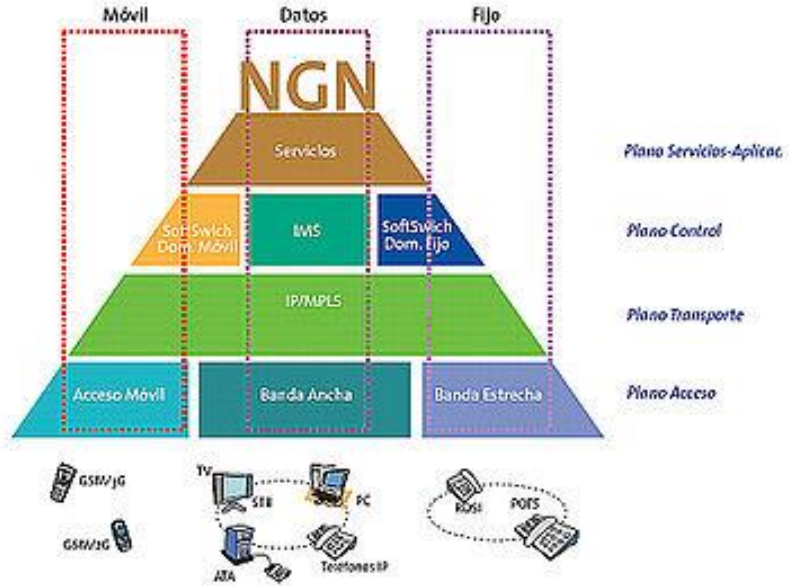 Móvil
Datos
Fijo
NGN
Servicios
Plano Servicios-Aplicac.
SoftSwich
Dom. Móvil
IMS
SoftSwich
Dom. Fijo
Plano Control
IP/MPLS
Plano Transporte
Acceso Móvil
Banda Ancha
Banda Estrecha
Plano Acceso
GSM/3G
GSM/2G
TV
STB
PC
ATA
Teléfonos IP
RDSI
POTS